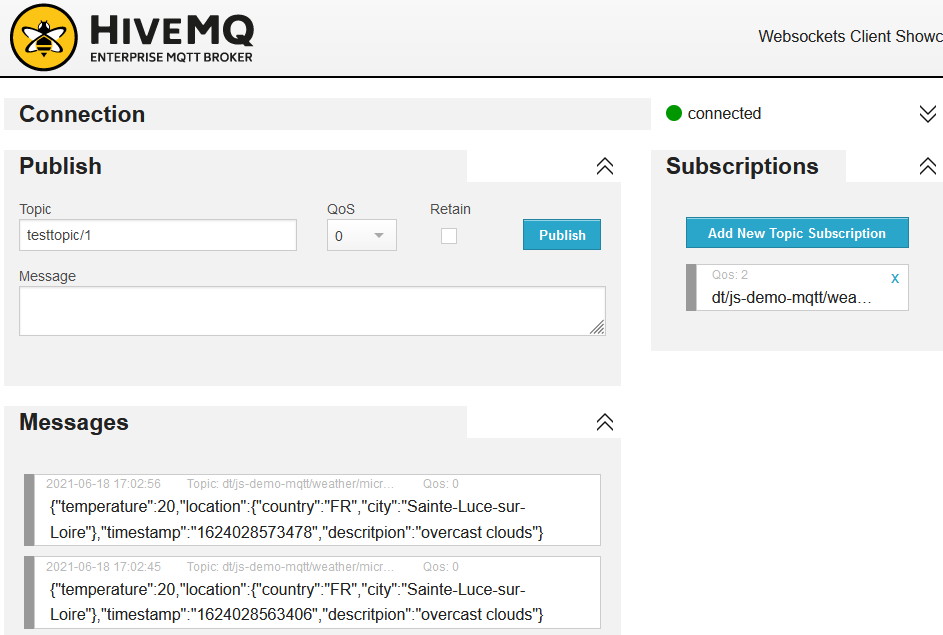 HIVEMQ
ENTERPRISE MQTT BROKER
Websockets Client Showc
Connection
connected
Publish
Subscriptions
Topic
QoS
Retain
testtopic/1
0
Publish
Add New Topic Subscription
Message
Qos: 2
x
dt/js-demo-mqtt/wea...
Messages
2021-06-18 17:02:56 Topic: dt/js-demo-mqtt/weather/micr... Qos: 0
{"temperature":20,"location":{"country":"FR","city":"Sainte-Luce-sur-
Loire"},"timestamp":"1624028573478","descritpion":"overcast clouds"}
2021-06-18 17:02:45 Topic: dt/js-demo-mqtt/weather/micr... Qos: 0
{"temperature":20,"location":{"country":"FR","city":"Sainte-Luce-sur-
Loire"},"timestamp":"1624028563406","descritpion":"overcast clouds"}